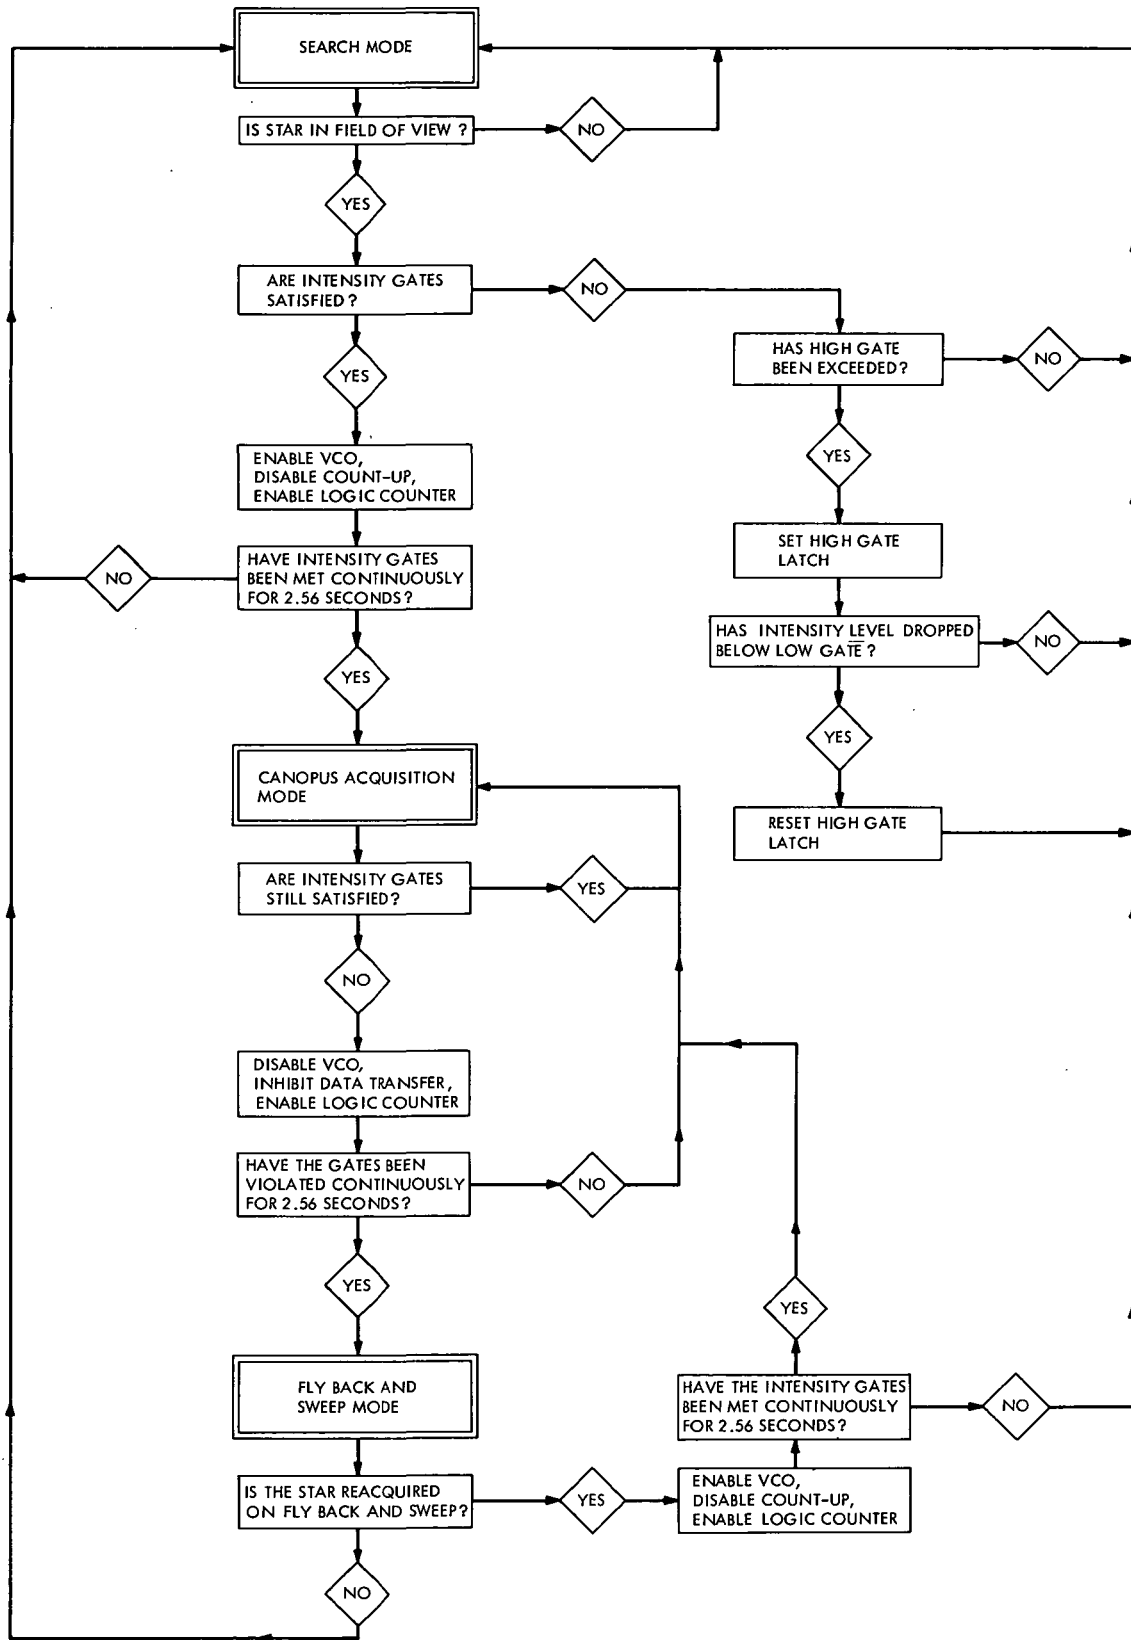 SEARCH MODE
IS STAR IN FIELD OF VIEW ?
NO
YES
ARE INTENSITY GATES
SATISFIED ?
NO
HAS HIGH GATE
BEEN EXCEEDED?
NO
YES
YES
ENABLE VCO,
DISABLE COUNT-UP,
ENABLE LOGIC COUNTER
SET HIGH GATE
LATCH
HAVE INTENSITY GATES
BEEN MET CONTINUOUSLY
FOR 2.56 SECONDS?
NO
HAS INTENSITY LEVEL DROPPED
BELOW LOW GATE ?
NO
YES
YES
CANOPUS ACQUISITION
MODE
RESET HIGH GATE
LATCH
ARE INTENSITY GATES
STILL SATISFIED?
YES
NO
DISABLE VCO,
INHIBIT DATA TRANSFER,
ENABLE LOGIC COUNTER
HAVE THE GATES BEEN
VIOLATED CONTINUOUSLY
FOR 2.56 SECONDS?
NO
YES
YES
FLY BACK AND
SWEEP MODE
HAVE THE INTENSITY GATES
BEEN MET CONTINUOUSLY
FOR 2.56 SECONDS?
NO
IS THE STAR REACQUIRED
ON FLY BACK AND SWEEP?
YES
ENABLE VCO,
DISABLE COUNT-UP,
ENABLE LOGIC COUNTER
NO